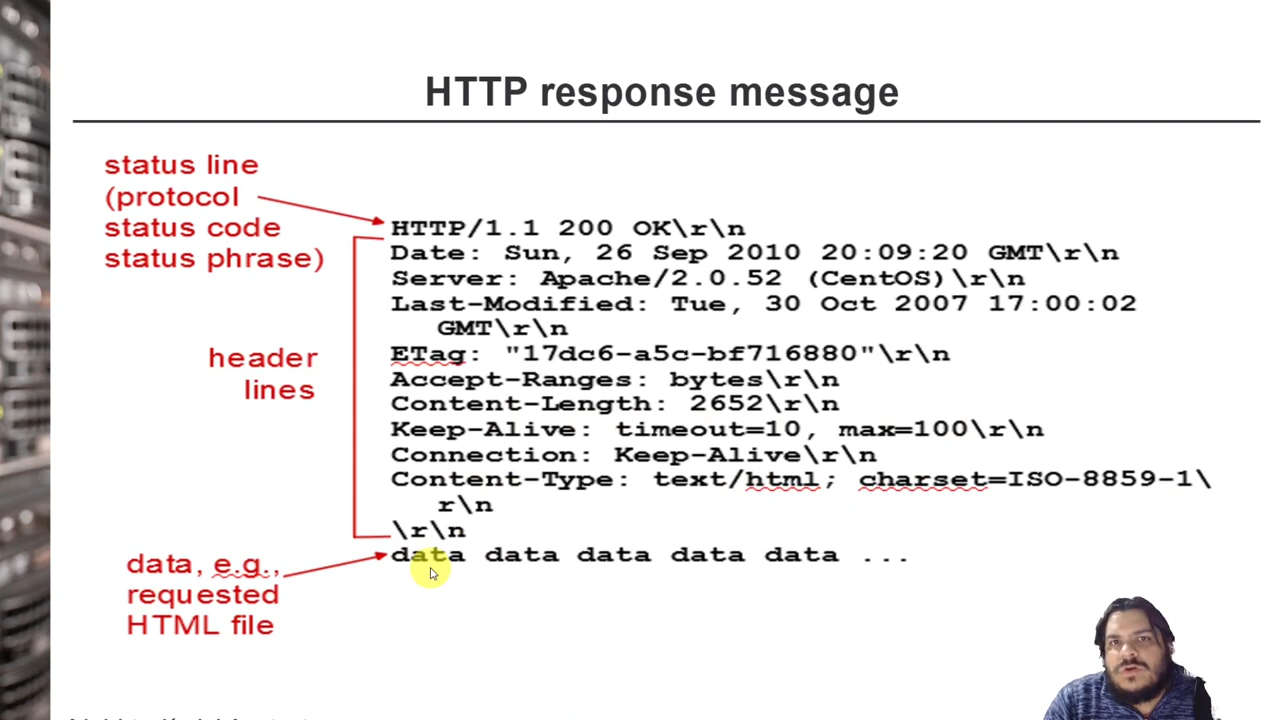 HTTP response message
status line
(protocol
status code
status phrase)
HTTP/1.1 200 OK\r\n
Date: Sun, 26 Sep 2010 20:09:20 GMT\r\n
Server: Apache/2.0.52 (CentOS)\r\n
Last-Modified: Tue, 30 Oct 2007 17:00:02
GMT\r\n
ETag: "17dc6-a5c-bf716880"\r\n
Accept-Ranges: bytes\r\n
Content-Length: 2652\r\n
Keep-Alive: timeout=10, max=100\r\n
Connection: Keep-Alive\r\n
Content-Type: text/html; charset=ISO-8859-1\
r\n
\r\n
data data data data data ...
header
lines
data, e.g.,
requested
HTML file